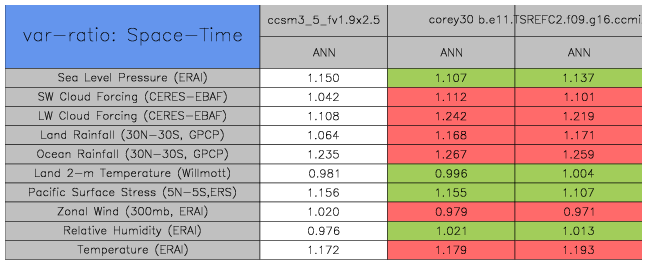 var-ratio: Space-Time ccsm3_5_fv1.9x2.5 corey30 b.e11.TSREFC2.f09.g16.ccmi
ANN ANN ANN
Sea Level Pressure (ERAI) 1.150 1.107 1.137
SW Cloud Forcing (CERES-EBAF) 1.042 1.112 1.101
LW Cloud Forcing (CERES-EBAF) 1.108 1.242 1.219
Land Rainfall (30N-30S, GPCP) 1.064 1.168 1.171
Ocean Rainfall (30N-30S, GPCP) 1.235 1.267 1.259
Land 2-m Temperature (Willmott) 0.981 0.996 1.004
Pacific Surface Stress (5N-5S,ERS) 1.156 1.155 1.107
Zonal Wind (300mb, ERAI) 1.020 0.979 0.971
Relative Humidity (ERAI) 0.976 1.021 1.013
Temperature (ERAI) 1.172 1.179 1.193